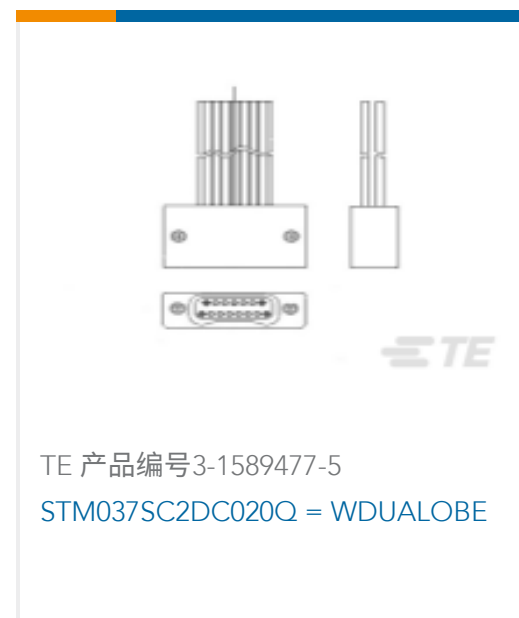 TE
TE 产品编号3-1589477-5
STM037SC2DC020Q = WDUALOBE